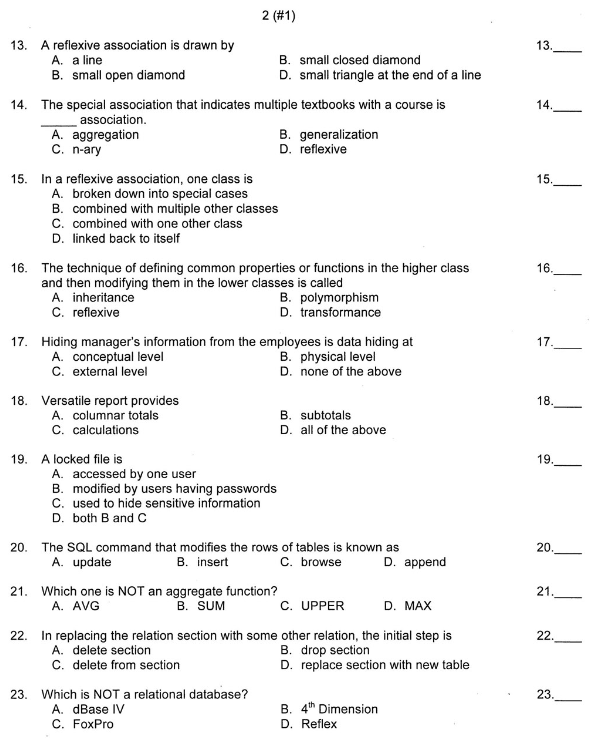 2 (#1)
13. A reflexive association is drawn by 13.____
A. a line B. small closed diamond
B. small open diamond D. small triangle at the end of a line
14. The special association that indicates multiple textbooks with a course is 14.____
_____ association.
A. aggregation B. generalization
C. n-ary D. reflexive
15. In a reflexive association, one class is 15.____
A. broken down into special cases
B. combined with multiple other classes
C. combined with one other class
D. linked back to itself
16. The technique of defining common properties or functions in the higher class 16.____
and then modifying them in the lower classes is called
A. inheritance B. polymorphism
C. reflexive D. transformance
17. Hiding manager's information from the employees is data hiding at 17.____
A. conceptual level B. physical level
C. external level D. none of the above
18. Versatile report provides 18.____
A. columnar totals B. subtotals
C. calculations D. all of the above
19. A locked file is 19.____
A. accessed by one user
B. modified by users having passwords
C. used to hide sensitive information
D. both B and C
20. The SQL command that modifies the rows of tables is known as 20.____
A. update B. insert C. browse D. append
21. Which one is NOT an aggregate function? 21.____
A. AVG B. SUM C. UPPER D. MAX
22. In replacing the relation section with some other relation, the initial step is 22.____
A. delete section B. drop section
C. delete from section D. replace section with new table
23. Which is NOT a relational database? 23.____
A. dBase IV B. 4th Dimension
C. FoxPro D. Reflex